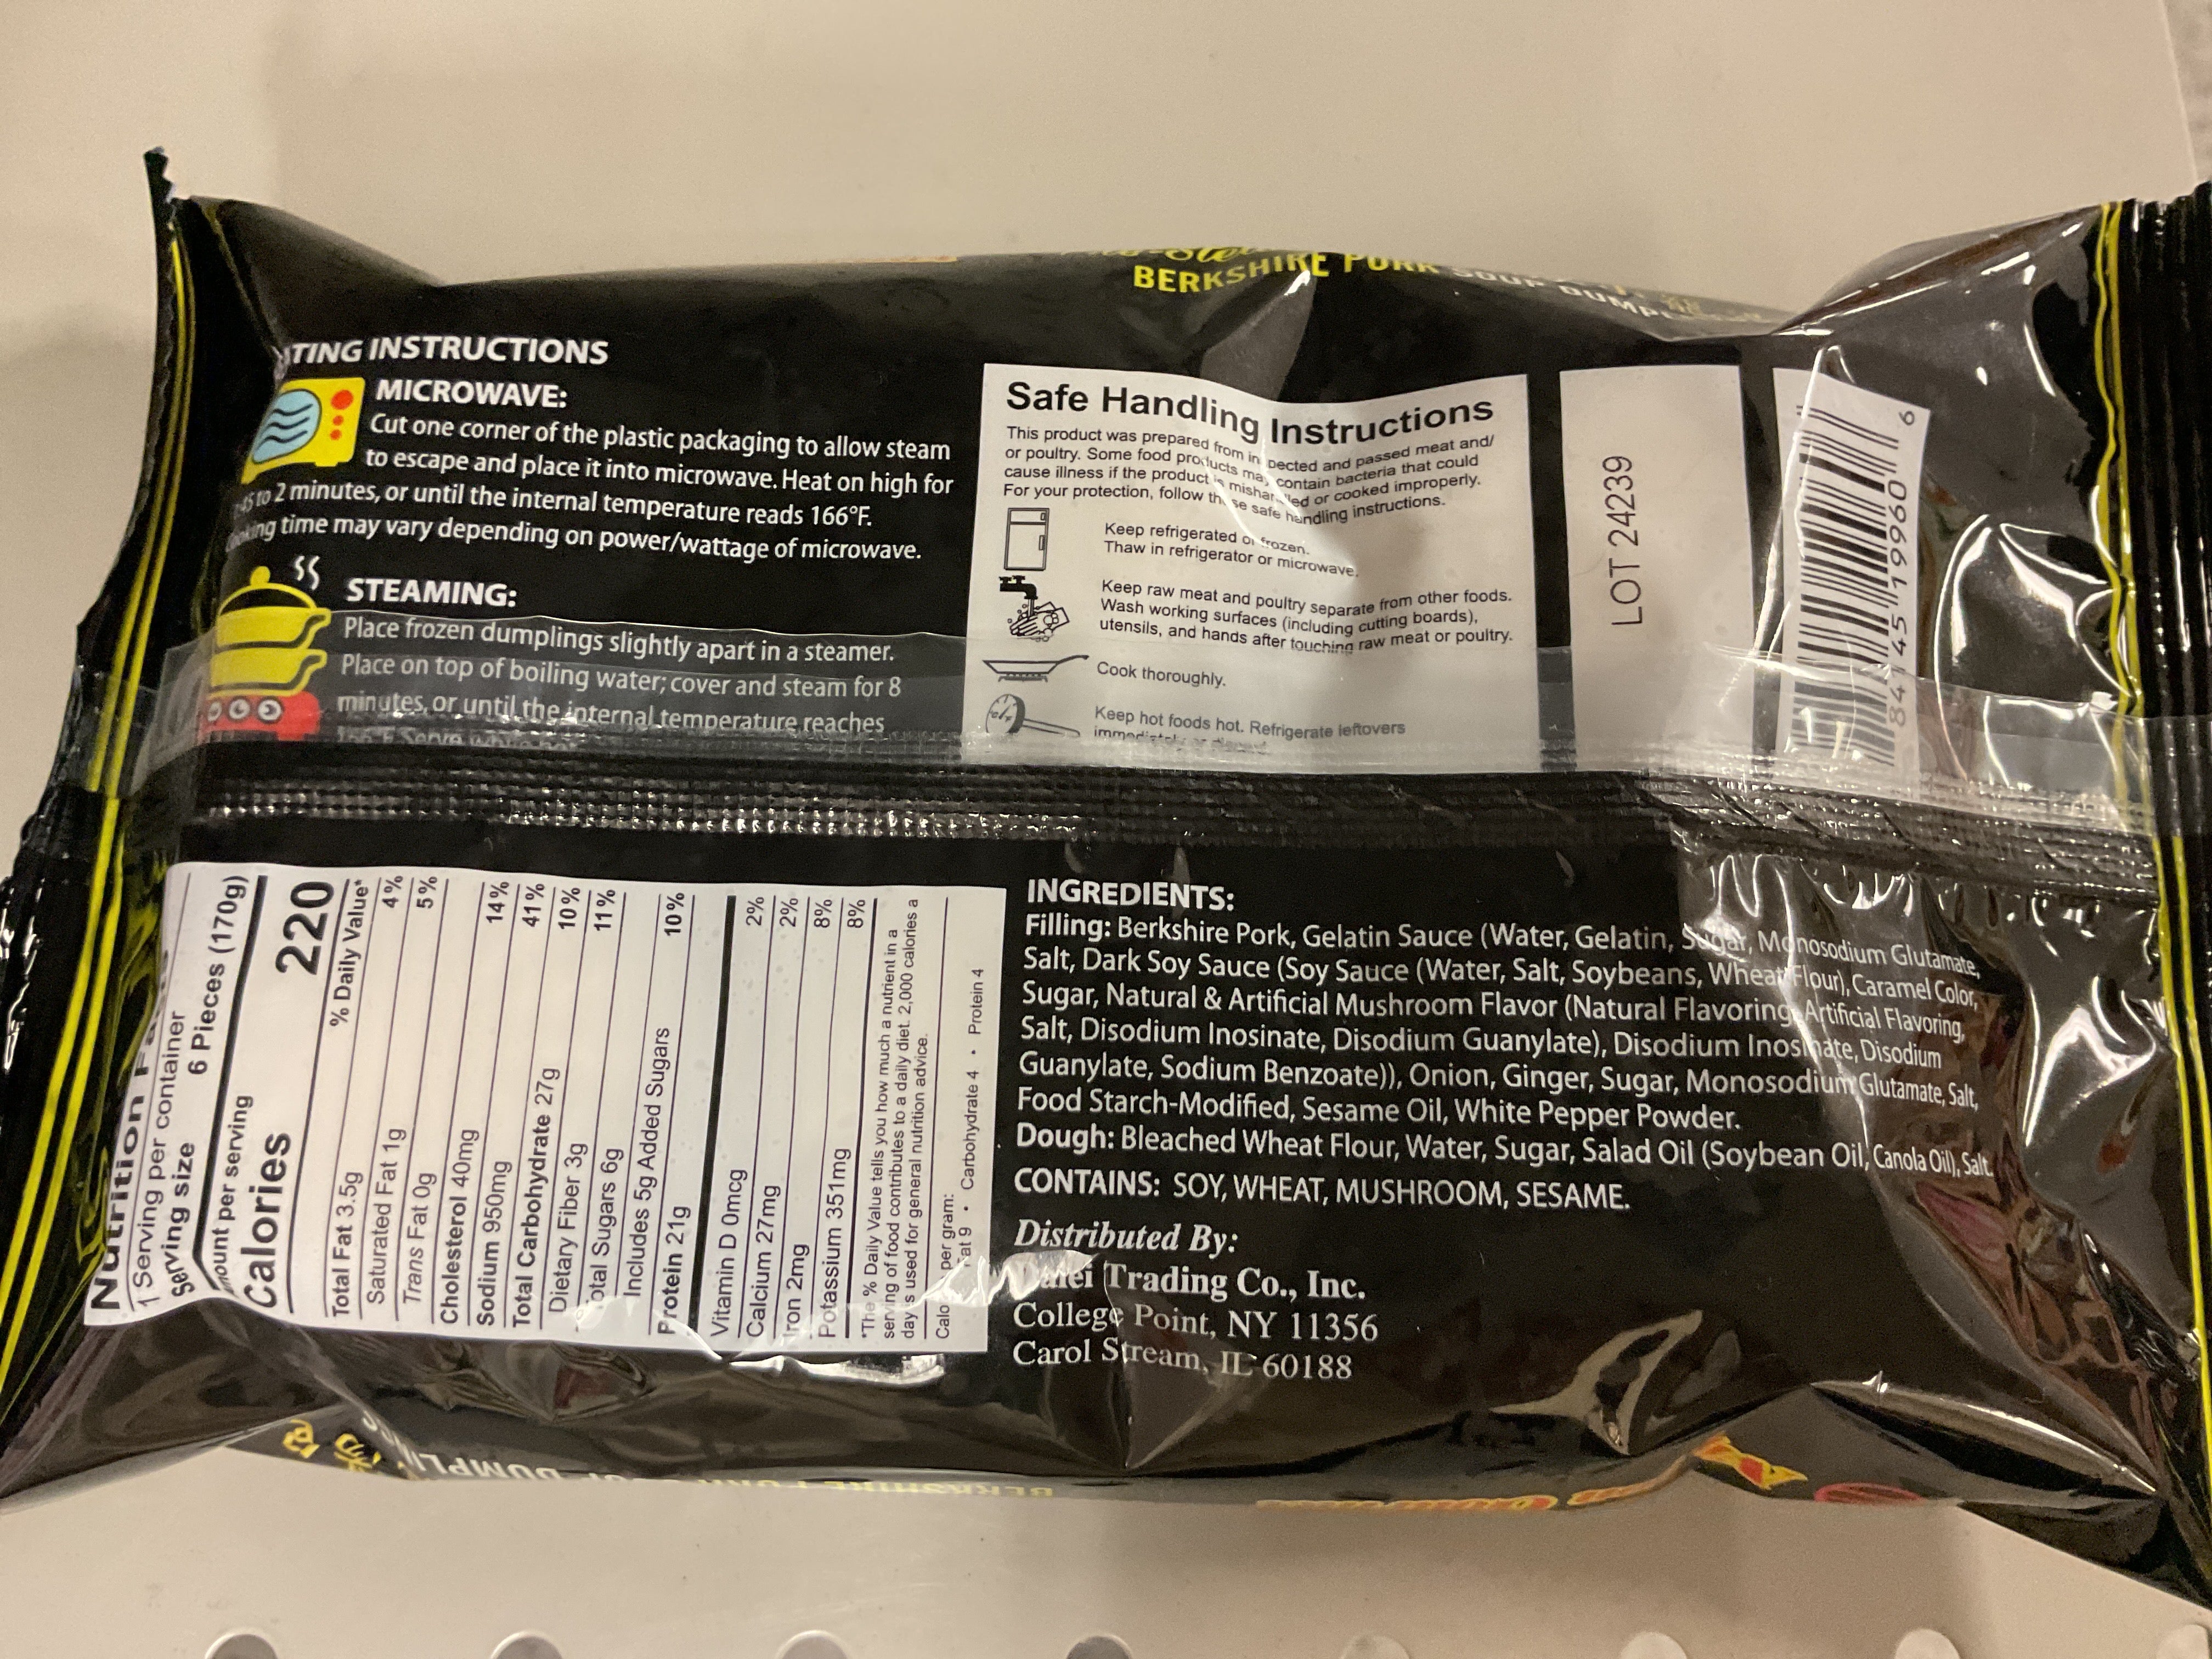 BERKSHIRE PORK SOUP
INSTRUCTIONS
MICROWAVE:
Cut one corner of the plastic packaging to allow steam
to escape and place it into microwave. Heat on high for
to 2 minutes, or until the internal temperature reads 166°F.
time may vary depending on power/wattage of microwave.
STEAMING:
Place frozen dumplings slightly apart in a steamer.
Place on top of boiling water; cover and steam for 8
minutes, or until the internal temperature reaches
Safe Handling Instructions
This product was prepared from inspected and passed meat and/
or poultry. Some food products may contain bacteria that could
cause illness if the product is mishandled or cooked improperly.
For your protection, follow these safe handling instructions.
Keep refrigerated or frozen.
Thaw in refrigerator or microwave.
Keep raw meat and poultry separate from other foods.
Wash working surfaces (including cutting boards),
utensils, and hands after touching raw meat or poultry.
Cook thoroughly.
Keep hot foods hot. Refrigerate leftovers
LOT 24239
8 41145 19960 6
Nutrition
1 Serving per container
Serving size 6 Pieces (170g)
Amount per serving
Calories 220
% Daily Value*
Total Fat 3.5g 4%
Saturated Fat 1g 5%
Trans Fat 0g
Cholesterol 40mg 14%
Sodium 950mg 41%
Total Carbohydrate 27g 10%
Dietary Fiber 3g 11%
Total Sugars 6g
Includes 5g Added Sugars 10%
Protein 21g
Vitamin D 0mcg
Calcium 27mg 2%
Iron 2mg 2%
Potassium 351mg 8%
8%
*The % Daily Value tells you how much a nutrient in a
serving of food contributes to a daily diet. 2,000 calories a
day is used for general nutrition advice.
per gram:
Fat 9 • Carbohydrate 4 • Protein 4
INGREDIENTS:
Filling: Berkshire Pork, Gelatin Sauce (Water, Gelatin, Sugar, Monosodium Glutamate,
Salt, Dark Soy Sauce (Soy Sauce (Water, Salt, Soybeans, Wheat Flour), Caramel Color,
Sugar, Natural & Artificial Mushroom Flavor (Natural Flavoring, Artificial Flavoring,
Salt, Disodium Inosinate, Disodium Guanylate), Disodium Inosinate, Disodium
Guanylate, Sodium Benzoate)), Onion, Ginger, Sugar, Monosodium Glutamate, Salt,
Food Starch-Modified, Sesame Oil, White Pepper Powder.
Dough: Bleached Wheat Flour, Water, Sugar, Salad Oil (Soybean Oil, Canola Oil), Salt.
CONTAINS: SOY, WHEAT, MUSHROOM, SESAME.
Distributed By:
Trading Co., Inc.
College Point, NY 11356
Carol Stream, IL 60188